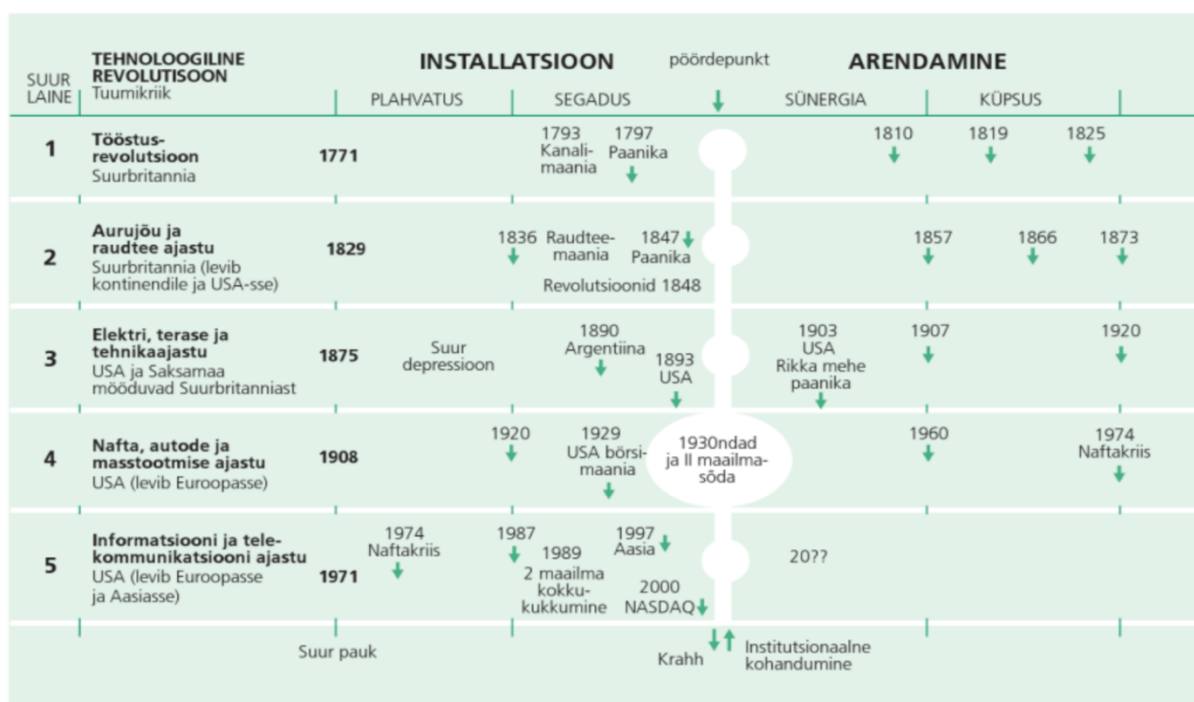 SUUR
LAINE
TEHNOLOOGILINE
REVOLUTISOON
Tuumikriik
INSTALLATSIOON
pöördepunkt
ARENDAMINE
PLAHVATUS
SEGADUS
SÜNERGIA
KÜPSUS
1
Tööstus-
revolutsioon
Suurbritannia
1771
1793
Kanali-
maania
1797
Paanika
1810
1819
1825
2
Aurujõu ja
raudtee ajastu
Suurbritannia (levib
kontinendile ja USA-sse)
1829
1836
Raudtee-
maania
1847
Paanika
Revolutsioonid 1848
1857
1866
1873
3
Elektri, terase ja
tehnikaajastu
USA ja Saksamaa
mööduvad Suurbritanniast
1875
Suur
depressioon
1890
Argentiina
1893
USA
1903
USA
Rikka mehe
paanika
1907
1920
4
Nafta, autode ja
masstootmise ajastu
USA (levib Euroopasse)
1908
1920
1929
USA börsi-
maania
1930ndad
ja II maailma-
sõda
1960
1974
Naftakriis
5
Informatsiooni ja tele-
kommunikatsiooni ajastu
USA (levib Euroopasse
ja Aasiasse)
1971
1974
Naftakriis
1987
1989
2 maailma
kokku-
kukkumine
1997
Aasia
2000
NASDAQ
20??
Suur pauk
Krahh
Institutsionaalne
kohandumine